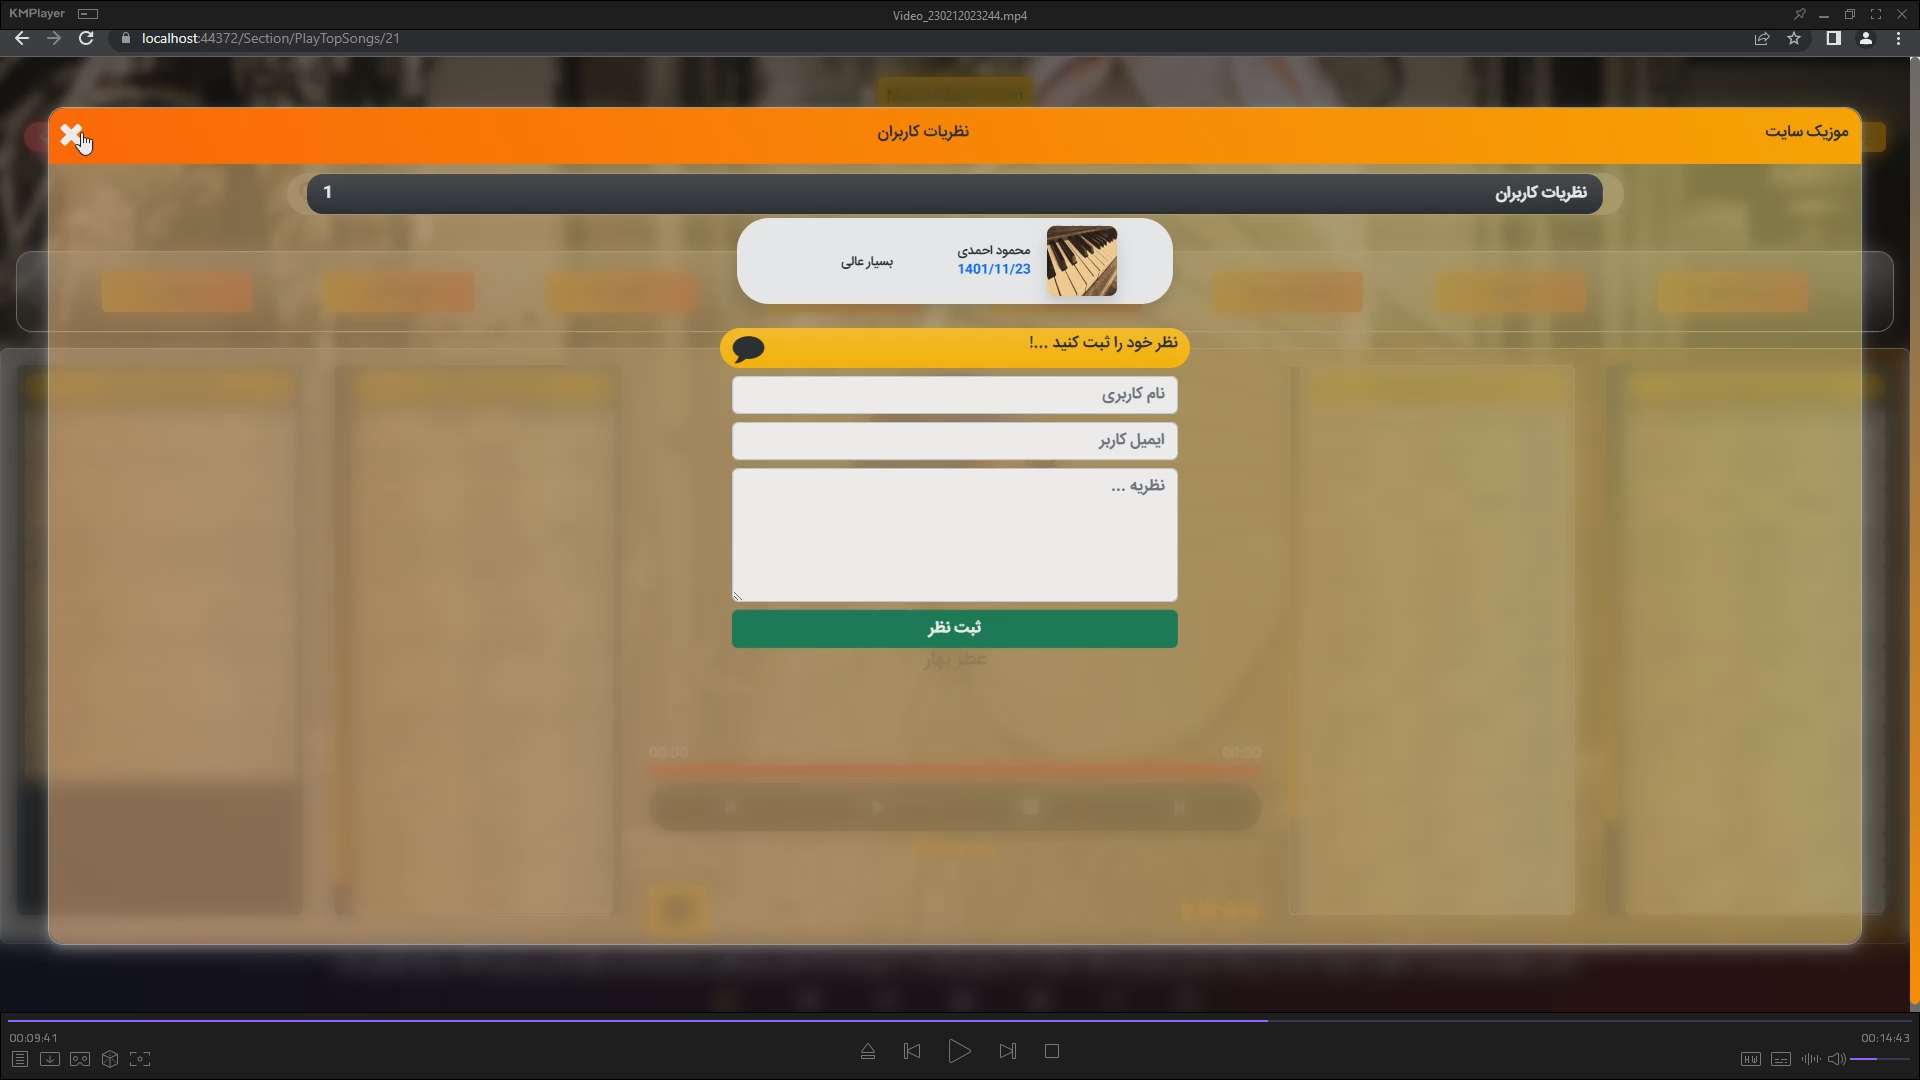 KMPlayer
Video_230212023244.mp4
localhost:44372/Section/PlayTopSongs/21
موزیک سایت
نظریات کاربران
نظریات کاربران
1
محمود احمدی
1401/11/23
بسیار عالی
نظر خود را ثبت کنید ...!
نام کاربری
ایمیل کاربر
نظریه ...
ثبت نظر
عطر بهار
00:00
00:00
00:09:41
00:14:43
HW